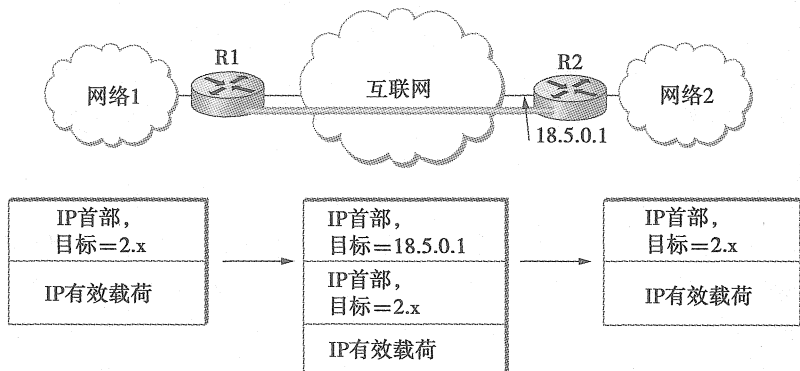 R1
R2
网络1
互联网
网络2
18.5.0.1
IP首部,
目标=2.x
IP有效载荷
IP首部,
目标=18.5.0.1
IP首部,
目标=2.x
IP有效载荷
IP首部,
目标=2.x
IP有效载荷